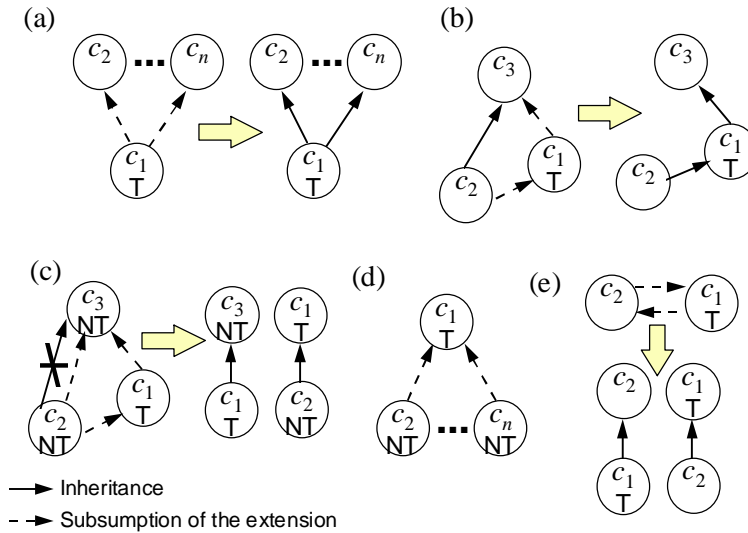 (a)
c2 ... cn
c1
T
c2 ... cn
c1
T
(b)
c3
c2
c1
T
c3
c2
c1
T
(c)
c3
NT
c2
NT
c1
T
c3
NT
c1
T
c1
T
c2
NT
(d)
c1
T
c2
NT
...
cn
NT
(e)
c2
c1
T
c2
c1
T
c1
T
c2
Inheritance
Subsumption of the extension